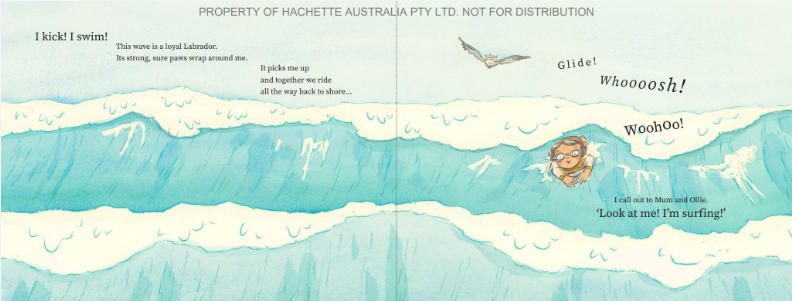 PROPERTY OF HACHETTE AUSTRALIA PTY LTD. NOT FOR DISTRIBUTION
I kick! I swim!
This wave is a loyal Labrador.
Its strong, sure paws wrap around me.
It picks me up
and together we ride
all the way back to shore...
Glide!
Whoooosh!
WoohOo!
I call out to Mum and Ollie.
‘Look at me! I’m surfing!’